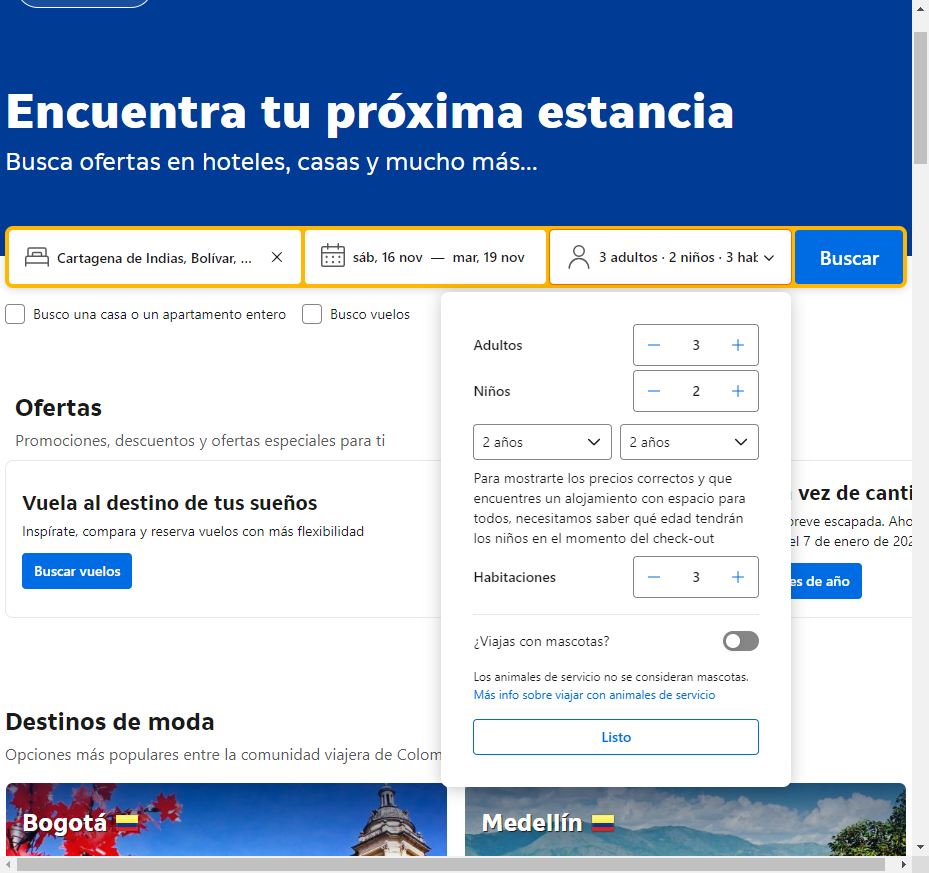 Encuentra tu próxima estancia
Busca ofertas en hoteles, casas y mucho más...
Cartagena de Indias, Bolívar, ...
sáb, 16 nov — mar, 19 nov
3 adultos · 2 niños · 3 hab
Buscar
Busco una casa o un apartamento entero
Busco vuelos
Adultos
3
Niños
2
2 años
2 años
Para mostrarte los precios correctos y que
encuentres un alojamiento con espacio para
todos, necesitamos saber qué edad tendrán
los niños en el momento del check-out
Habitaciones
3
¿Viajas con mascotas?
Los animales de servicio no se consideran mascotas.
Más info sobre viajar con animales de servicio
Listo
Ofertas
Promociones, descuentos y ofertas especiales para ti
Vuela al destino de tus sueños
Inspírate, compara y reserva vuelos con más flexibilidad
Buscar vuelos
vez de canti
breve escapada. Aho
el 7 de enero de 202
es de año
Destinos de moda
Opciones más populares entre la comunidad viajera de Colom
Bogotá
Medellín